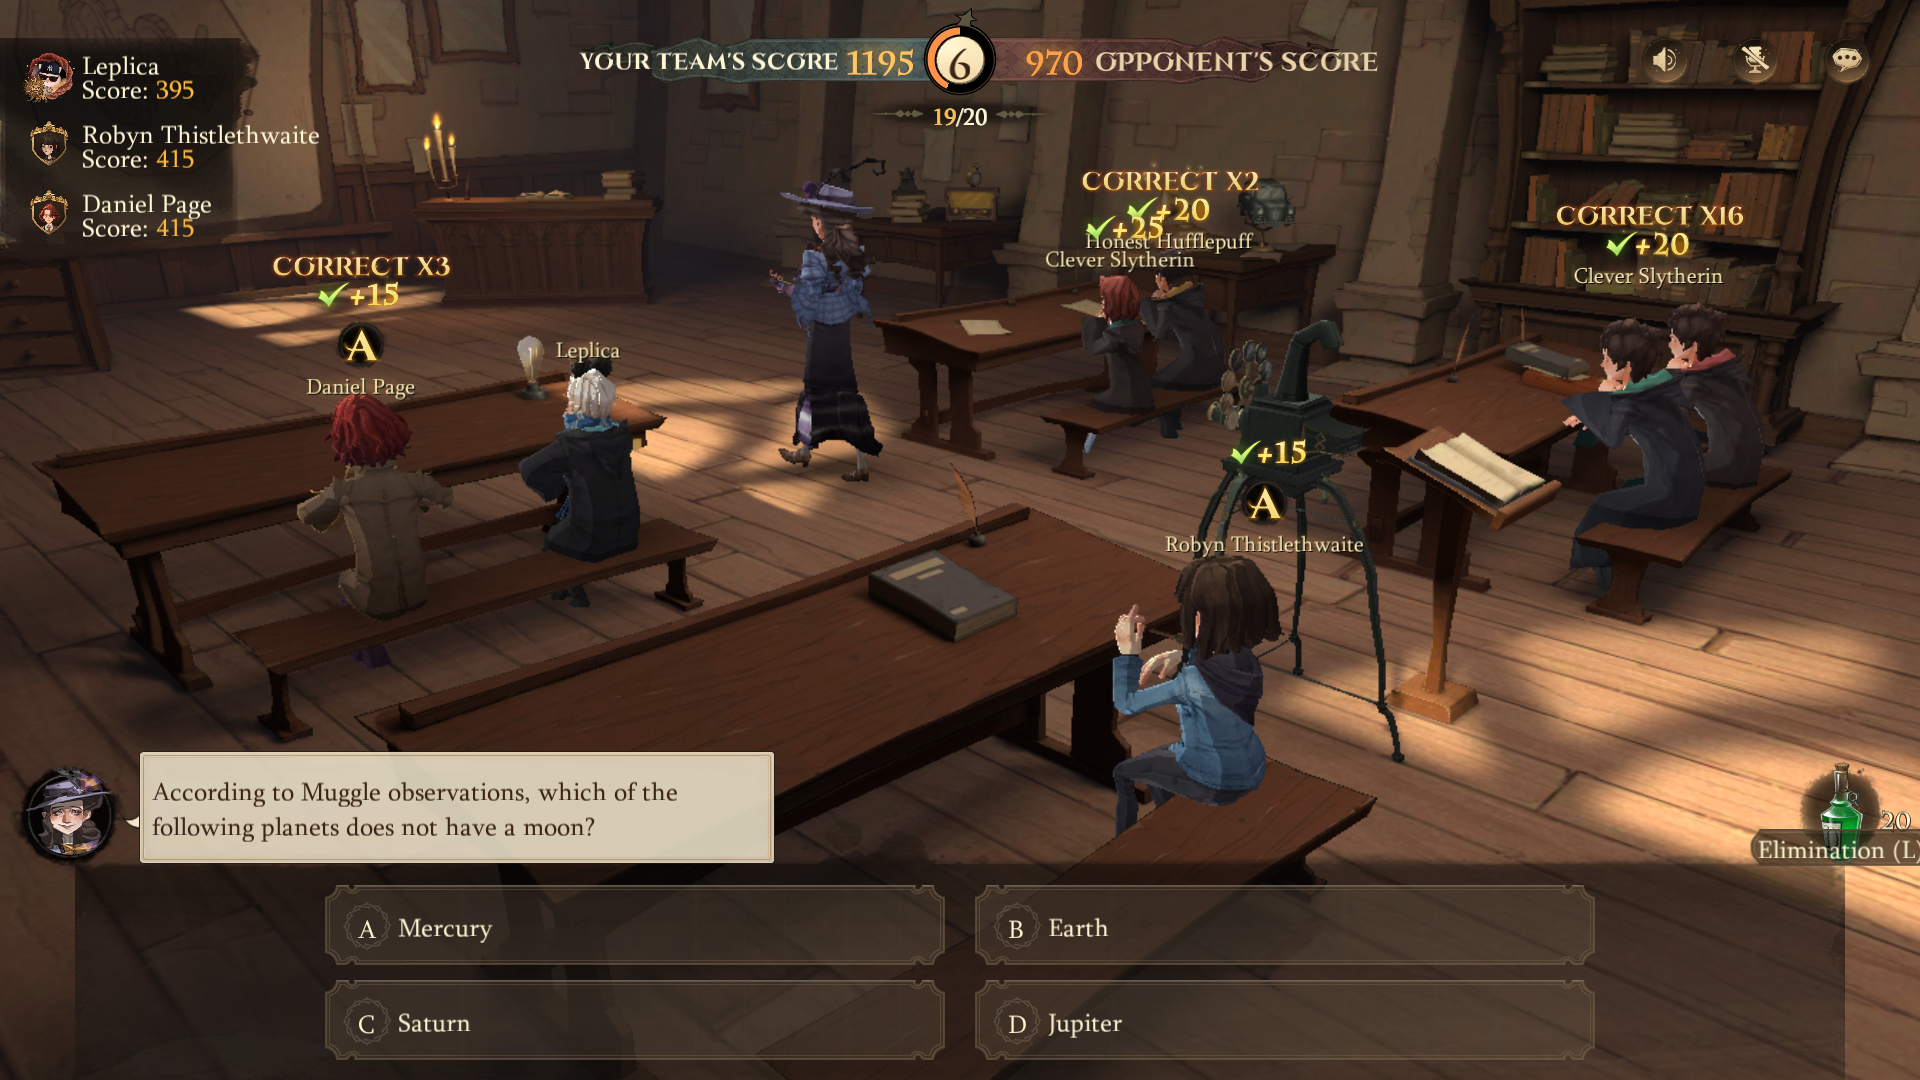 Leplica
Score: 395
Robyn Thistlethwaite
Score: 415
Daniel Page
Score: 415
YOUR TEAM'S SCORE 1195
6
970 OPPONENT'S SCORE
19/20
CORRECT X3
+15
A
Daniel Page
Leplica
CORRECT X2
+20
+25
Honest Hufflepuff
Clever Slytherin
CORRECT X16
+20
Clever Slytherin
+15
A
Robyn Thistlethwaite
According to Muggle observations, which of the
following planets does not have a moon?
20
Elimination (L)
A Mercury
B Earth
C Saturn
D Jupiter